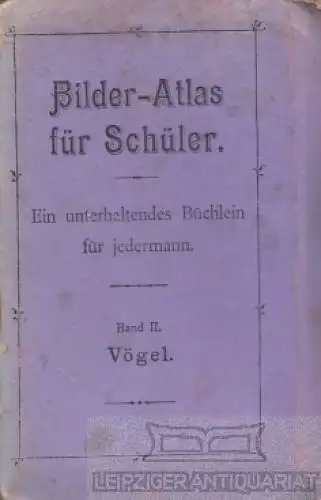 Bilder-Atlas
für Schüler.
Ein unterhaltendes Büchlein
für jedermann.
Band II.
Vögel.
LEIPZIGER ANTIQUARIAT